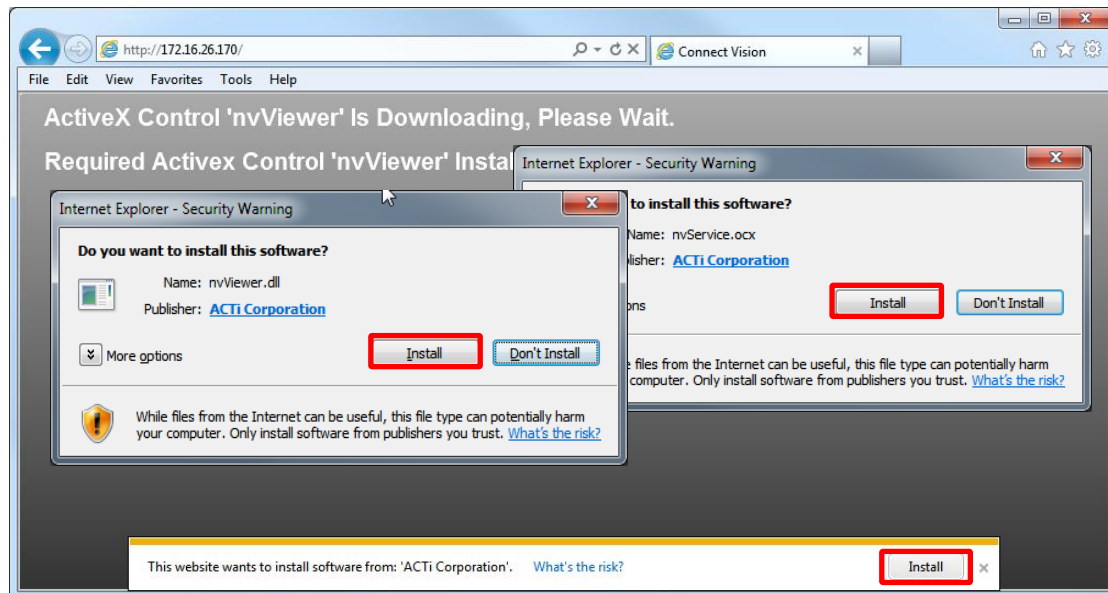 http://172.16.26.170/
Connect Vision
File Edit View Favorites Tools Help
ActiveX Control 'nvViewer' Is Downloading, Please Wait.
Required Activex Control 'nvViewer'
Internet Explorer - Security Warning
to install this software?
Name: nvService.ocx
ACTi Corporation
Install
Don't Install
files from the Internet can be useful, this file type can potentially harm
computer. Only install software from publishers you trust. What's the risk?
Internet Explorer - Security Warning
Do you want to install this software?
Name: nvViewer.dll
Publisher: ACTi Corporation
More options
Install
Don't Install
While files from the Internet can be useful, this file type can potentially harm
your computer. Only install software from publishers you trust. What's the risk?
This website wants to install software from: 'ACTi Corporation'. What's the risk?
Install